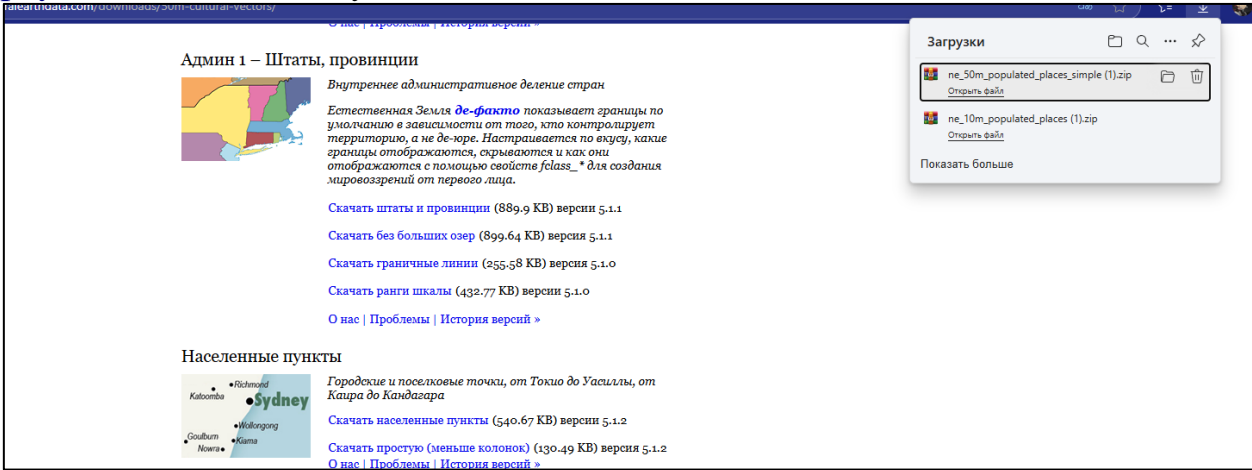 ralearthdata.com/downloads/50m-cultural-vectors/
О нас | Проблемы | История версий »
Админ 1 – Штаты, провинции
Внутреннее административное деление стран
Естественная Земля де-факто показывает границы по
умолчанию в зависимости от того, кто контролирует
территорию, а не де-юре. Настраивается по вкусу, какие
границы отображаются, скрываются и как они
отображаются с помощью свойств fclass_* для создания
мировоззрений от первого лица.
Скачать штаты и провинции (889.9 KB) версии 5.1.1
Скачать без больших озер (899.64 KB) версия 5.1.1
Скачать граничные линии (255.58 KB) версия 5.1.0
Скачать ранги шкалы (432.77 KB) версии 5.1.0
О нас | Проблемы | История версий »
Населенные пункты
Richmond
Katoomba
Sydney
Wollongong
Goulburn
Kiama
Nowra
Городские и поселковые точки, от Токио до Уасиллы, от
Каира до Кандагара
Скачать населенные пункты (540.67 KB) версии 5.1.2
Скачать простую (меньше колонок) (130.49 KB) версия 5.1.2
О нас | Проблемы | История версий »
Загрузки
ne_50m_populated_places_simple (1).zip
Открыть файл
ne_10m_populated_places (1).zip
Открыть файл
Показать больше